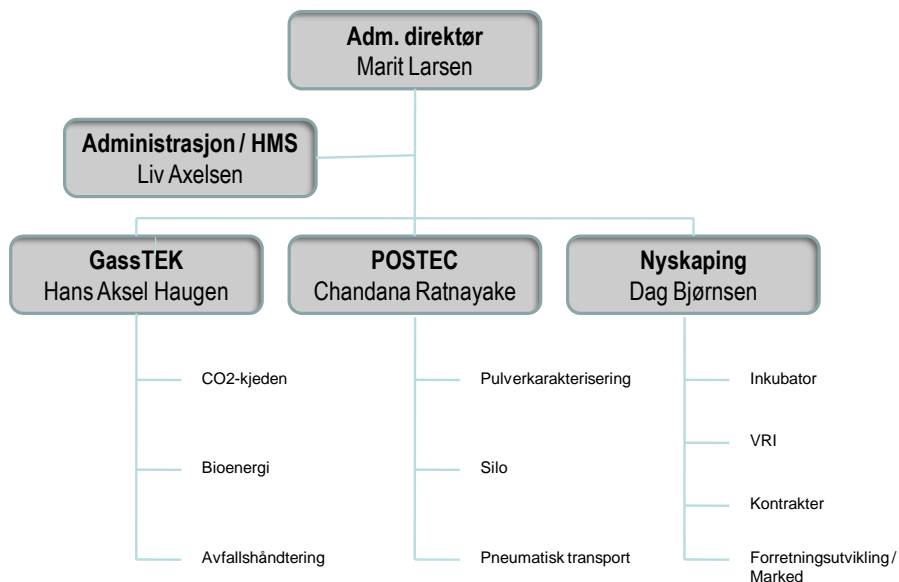 Adm. direktør
Marit Larsen
Administrasjon / HMS
Liv Axelsen
GassTEK
Hans Aksel Haugen
POSTEC
Chandana Ratnayake
Nyskaping
Dag Bjørnsen
CO2-kjeden
Bioenergi
Avfallshåndtering
Pulverkarakterisering
Silo
Pneumatisk transport
Inkubator
VRI
Kontrakter
Forretningsutvikling /
Marked